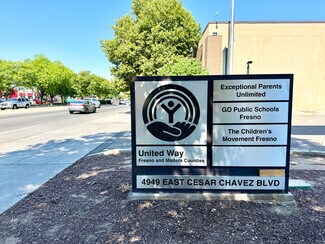 Exceptional Parents
Unlimited
GO Public Schools
Fresno
The Children's
Movement Fresno
United Way
Fresno and Madera Counties
4949 EAST CESAR CHAVEZ BLVD